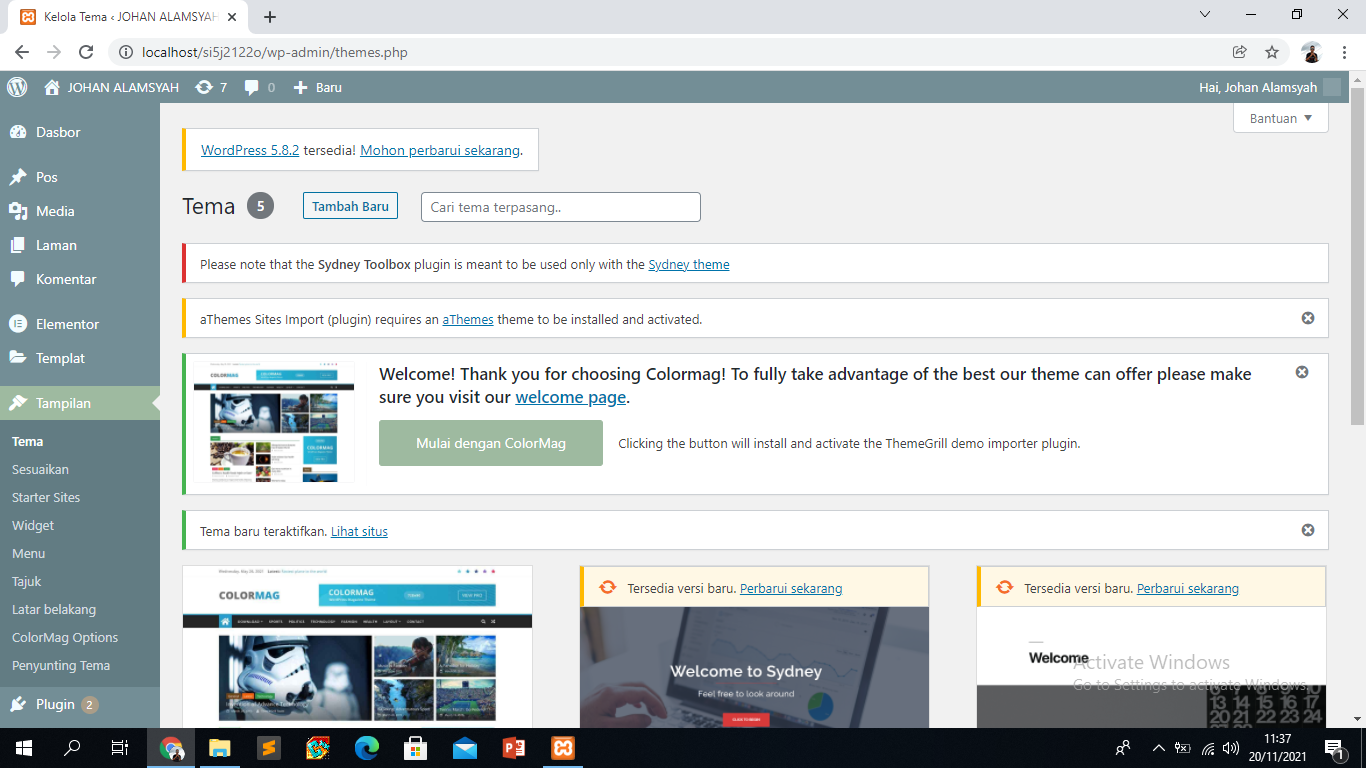 Kelola Tema ‹ JOHAN ALAMSYAH
localhost/si5j2122o/wp-admin/themes.php
JOHAN ALAMSYAH 7 0 Baru Hai, Johan Alamsyah
Bantuan
Dasbor
Pos
Media
Laman
Komentar
Elementor
Templat
Tampilan
Tema
Sesuaikan
Starter Sites
Widget
Menu
Tajuk
Latar belakang
ColorMag Options
Penyunting Tema
Plugin 2
WordPress 5.8.2 tersedia! Mohon perbarui sekarang.
Tema 5 Tambah Baru Cari tema terpasang..
Please note that the Sydney Toolbox plugin is meant to be used only with the Sydney theme
aThemes Sites Import (plugin) requires an aThemes theme to be installed and activated.
Welcome! Thank you for choosing Colormag! To fully take advantage of the best our theme can offer please make
sure you visit our welcome page.
Mulai dengan ColorMag Clicking the button will install and activate the ThemeGrill demo importer plugin.
Tema baru teraktifkan. Lihat situs
COLORMAG COLORMAG
Tersedia versi baru. Perbarui sekarang
Welcome to Sydney
Feel free to look around
Tersedia versi baru. Perbarui sekarang
Welcome
Activate Windows
Go to Settings to activate Windows.
11:37
20/11/2021
1